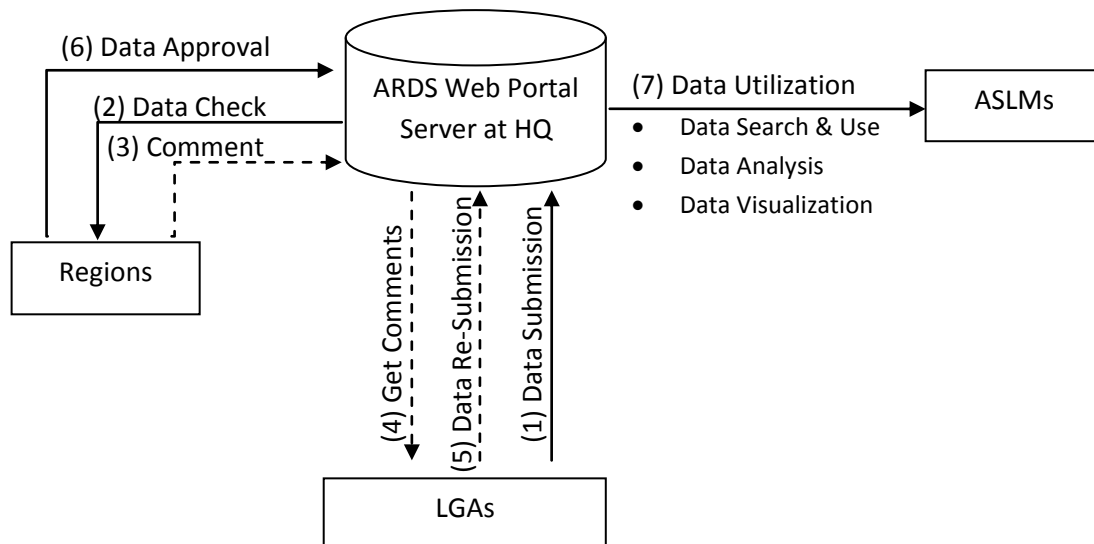 (6) Data Approval
(2) Data Check
(3) Comment
ARDS Web Portal
Server at HQ
(7) Data Utilization
• Data Search & Use
• Data Analysis
• Data Visualization
ASLMs
Regions
(4) Get Comments
(5) Data Re-Submission
(1) Data Submission
LGAs